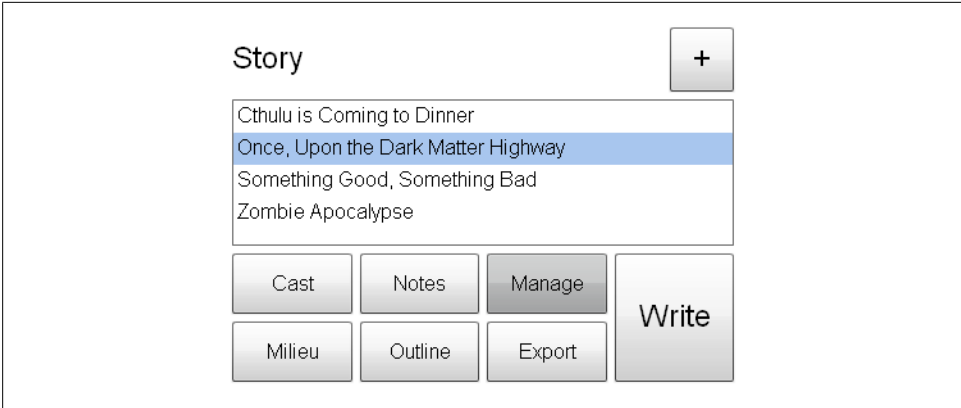 Story
+
Cthulu is Coming to Dinner
Once, Upon the Dark Matter Highway
Something Good, Something Bad
Zombie Apocalypse
Cast Notes Manage
Write
Milieu Outline Export